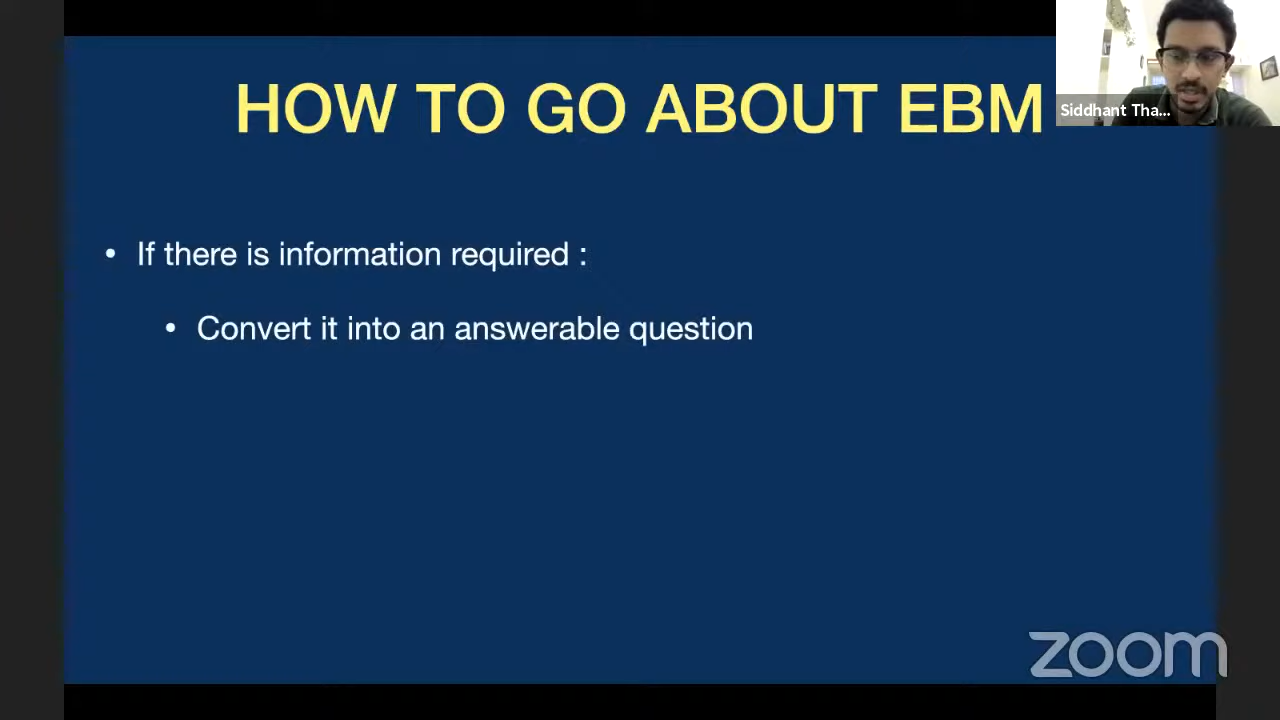 HOW TO GO ABOUT EBM
Siddhant Tha...
• If there is information required :
• Convert it into an answerable question
zoom